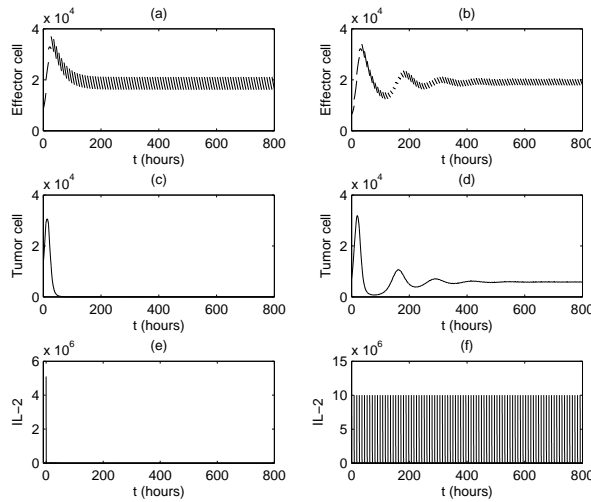 (a)
x 10^4
4
2
0
Effector cell
0 200 400 600 800
t (hours)
(b)
x 10^4
4
2
0
Effector cell
0 200 400 600 800
t (hours)
(c)
x 10^4
4
2
0
Tumor cell
0 200 400 600 800
t (hours)
(d)
x 10^4
4
2
0
Tumor cell
0 200 400 600 800
t (hours)
(e)
x 10^6
6
4
2
0
IL−2
0 200 400 600 800
t (hours)
(f)
x 10^6
15
10
5
0
IL−2
0 200 400 600 800
t (hours)